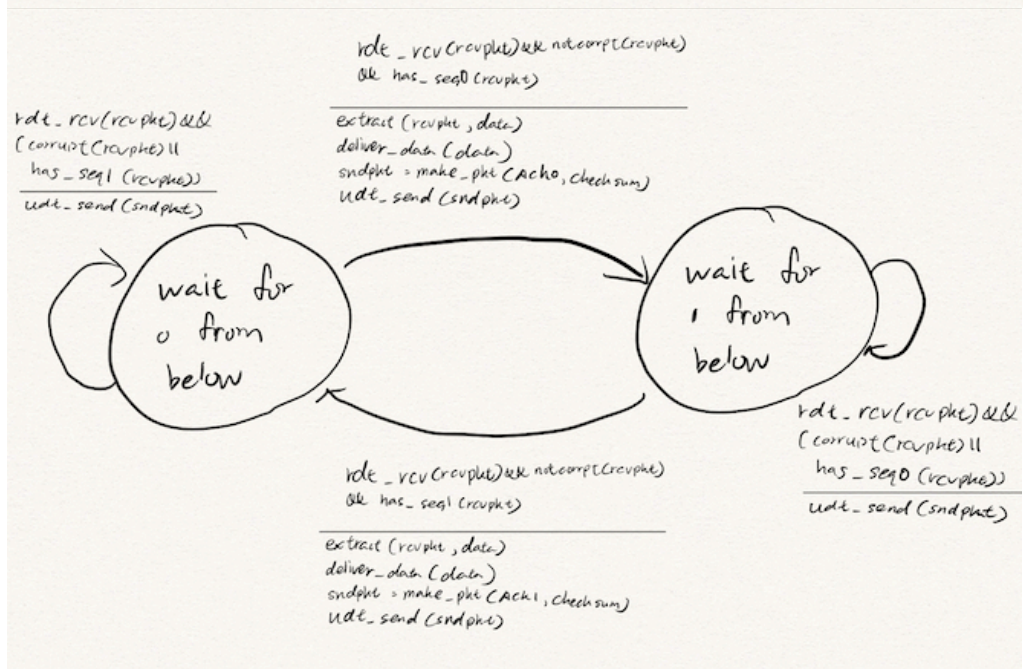 rdt_rcv(rcvpkt) && notcorrpt(rcvpkt)
&& has_seq0(rcvpkt)
extract(rcvpkt, data)
deliver_data(data)
sndpkt = make_pkt(Ack0, Checksum)
udt_send(sndpkt)
rdt_rcv(rcvpkt) &&
(corrupt(rcvpkt) ||
has_seq1(rcvpkt))
udt_send(sndpkt)
wait for
0 from
below
wait for
1 from
below
rdt_rcv(rcvpkt) &&
(corrupt(rcvpkt) ||
has_seq0(rcvpkt))
udt_send(sndpkt)
rdt_rcv(rcvpkt) && notcorrpt(rcvpkt)
&& has_seq1(rcvpkt)
extract(rcvpkt, data)
deliver_data(data)
sndpkt = make_pkt(Ack1, Checksum)
udt_send(sndpkt)